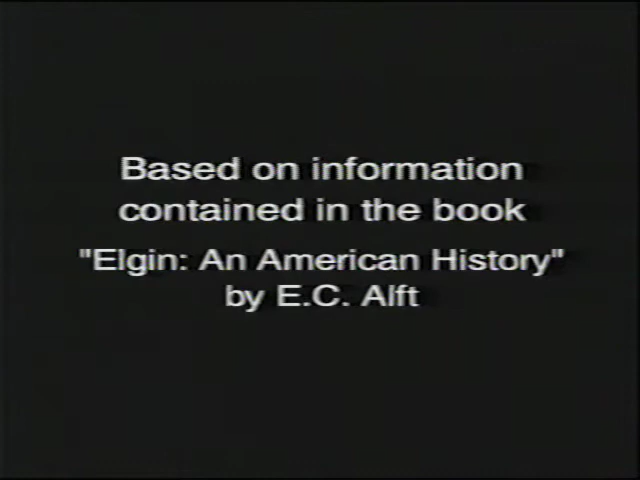 Based on information
contained in the book
"Elgin: An American History"
by E.C. Alft